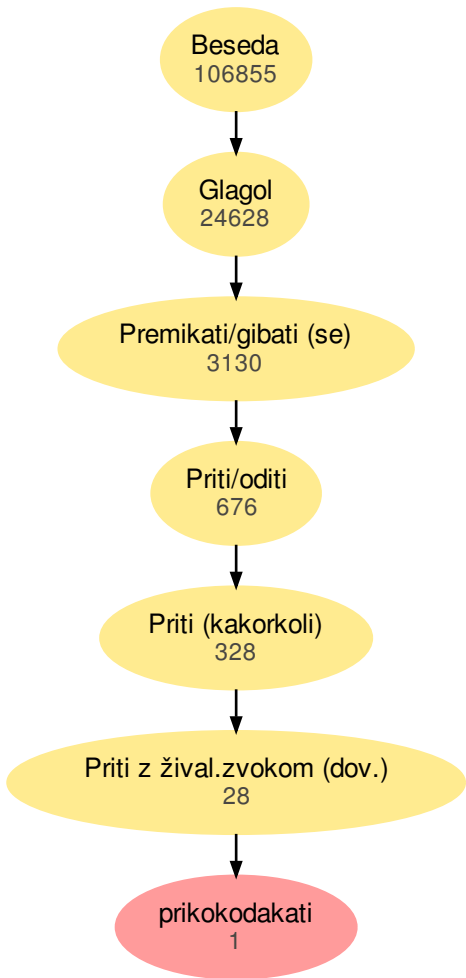 Beseda
106855
Glagol
24628
Premikati/gibati (se)
3130
Priti/oditi
676
Priti (kakorkoli)
328
Priti z žival.zvokom (dov.)
28
prikokodakati
1